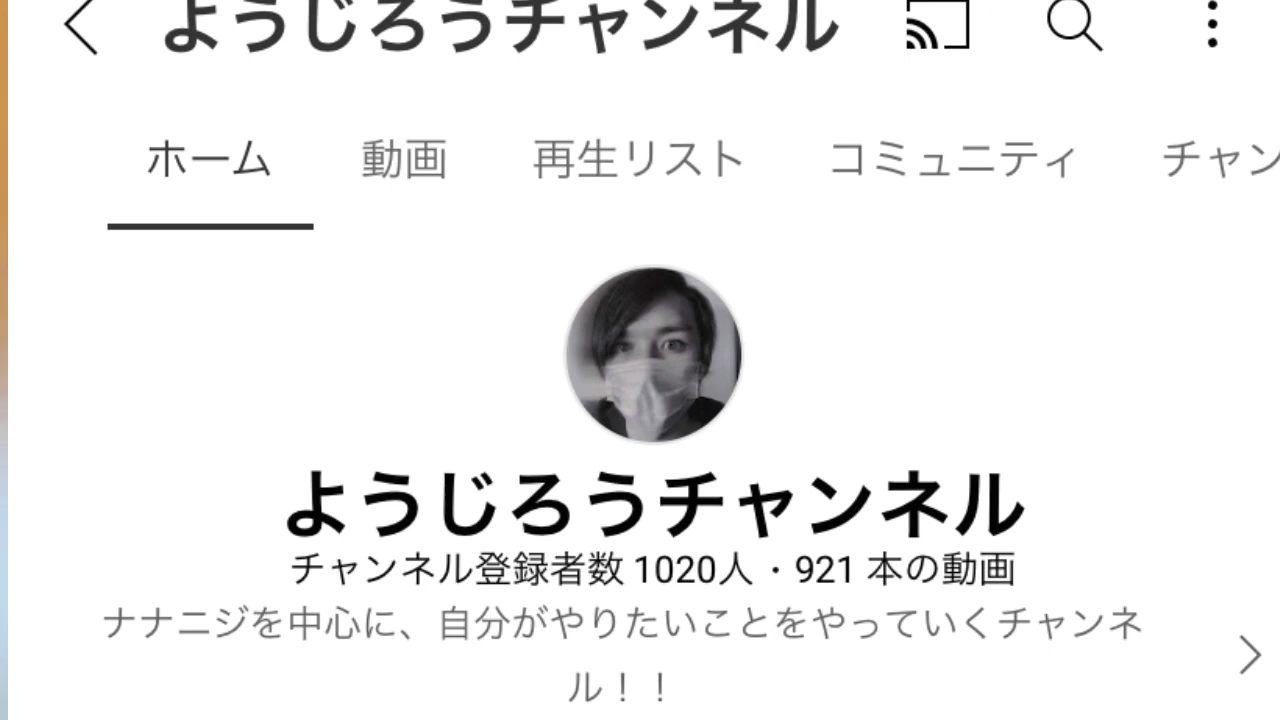 ようじろうチャンネル
ホーム 動画 再生リスト コミュニティ チャン
ようじろうチャンネル
チャンネル登録者数 1020人・921 本の動画
ナナニジを中心に、自分がやりたいことをやっていくチャンネ
ル！！